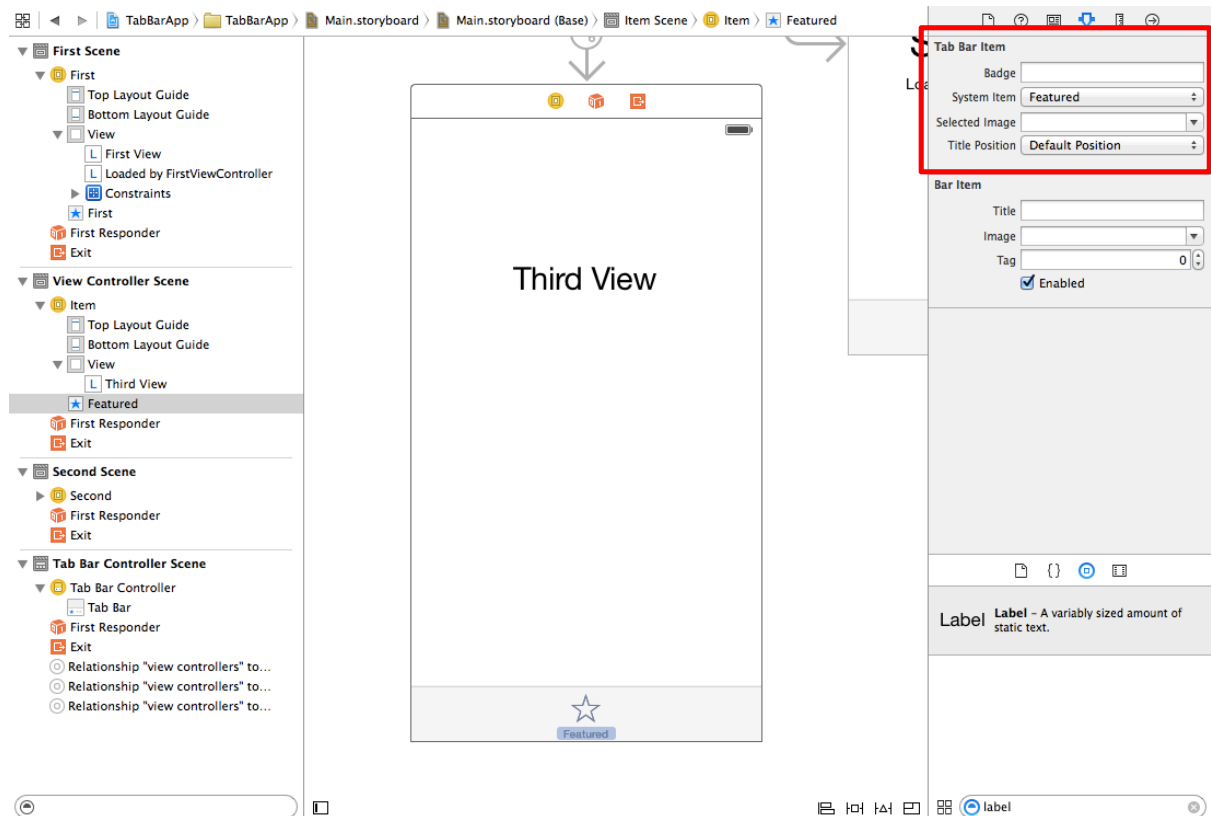 TabBarApp TabBarApp Main.storyboard Main.storyboard (Base) Item Scene Item Featured
First Scene
First
Top Layout Guide
Bottom Layout Guide
View
L First View
L Loaded by FirstViewController
Constraints
First
First Responder
Exit
View Controller Scene
Item
Top Layout Guide
Bottom Layout Guide
View
L Third View
Featured
First Responder
Exit
Second Scene
Second
First Responder
Exit
Tab Bar Controller Scene
Tab Bar Controller
Tab Bar
First Responder
Exit
Relationship "view controllers" to...
Relationship "view controllers" to...
Relationship "view controllers" to...
Third View
Featured
Loa
Tab Bar Item
Badge
System Item Featured
Selected Image
Title Position Default Position
Bar Item
Title
Image
Tag 0
Enabled
{}
Label Label – A variably sized amount of
static text.
label